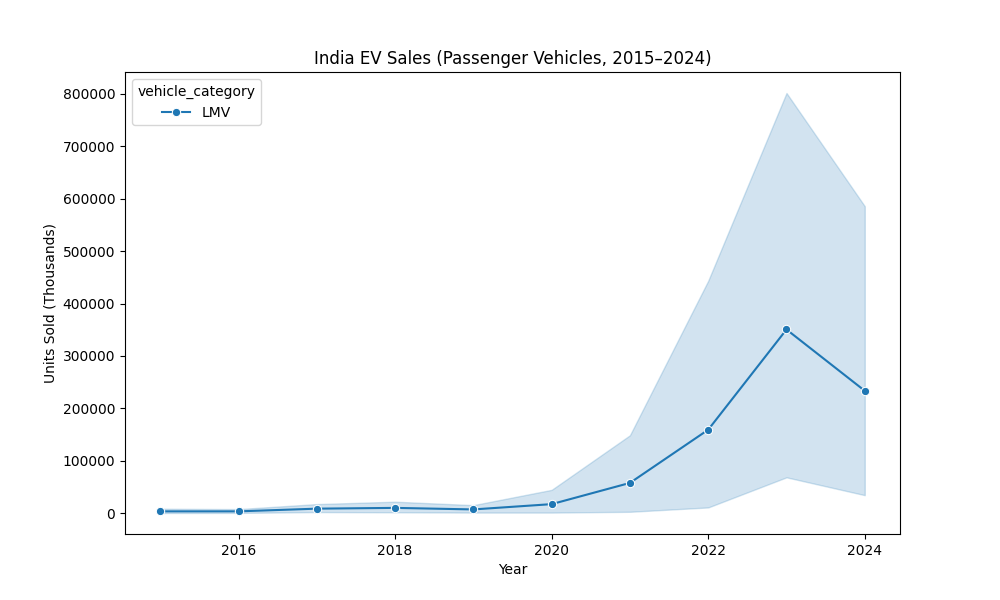 India EV Sales (Passenger Vehicles, 2015–2024)
vehicle_category
LMV
Units Sold (Thousands)
800000
700000
600000
500000
400000
300000
200000
100000
0
2016
2018
2020
2022
2024
Year